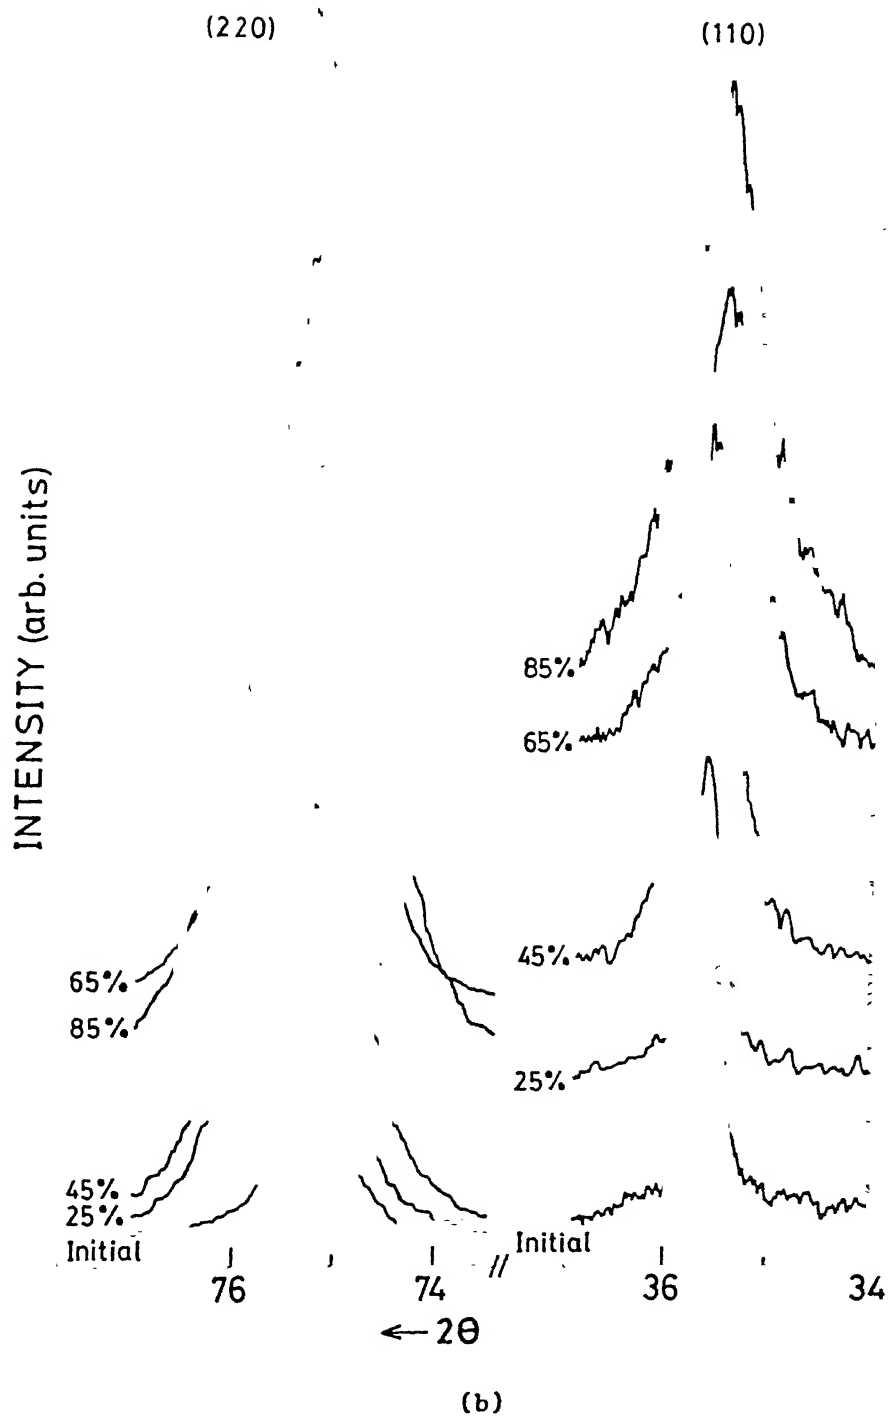 (220) (110)
INTENSITY (arb. units)
85%
65%
65%
45%
85%
25%
45%
25%
Initial Initial
76 74 // 36 34
← 2θ
(b)